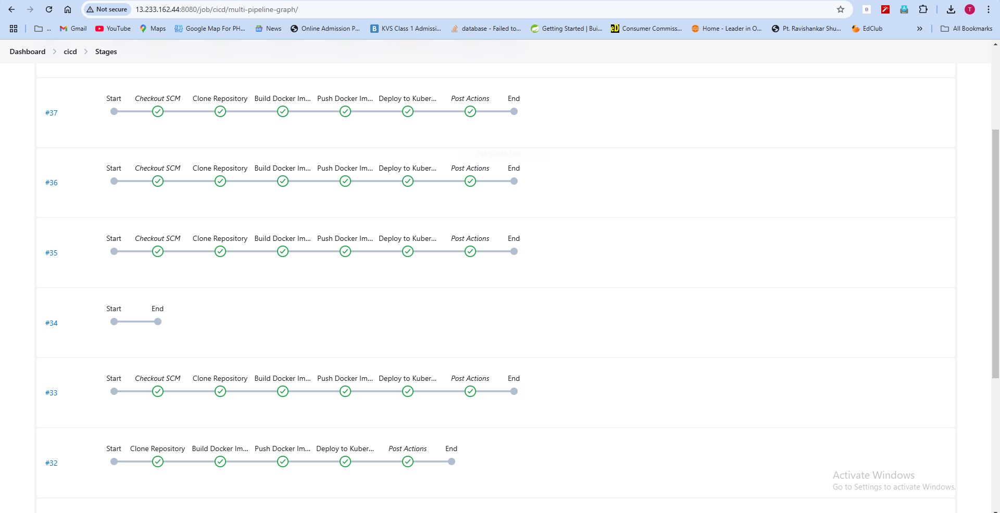 Not secure 13.233.162.44:8080/job/cicd/multi-pipeline-graph/ B A T
... Gmail YouTube Maps Google Map For PH... News Online Admission P... B KVS Class 1 Admissi... database - Failed to... Getting Started | Bui... eD Consumer Commiss... Home - Leader in O... Pt. Ravishankar Shu... EdClub » All Bookmarks
Dashboard > cicd > Stages
Start Checkout SCM Clone Repository Build Docker Im... Push Docker Im... Deploy to Kuber... Post Actions End
#37
Full-screen Snip
Start Checkout SCM Clone Repository Build Docker Im... Push Docker Im... Deploy to Kuber... Post Actions End
#36
Start Checkout SCM Clone Repository Build Docker Im... Push Docker Im... Deploy to Kuber... Post Actions End
#35
Start End
#34
Start Checkout SCM Clone Repository Build Docker Im... Push Docker Im... Deploy to Kuber... Post Actions End
#33
Start Clone Repository Build Docker Im... Push Docker Im... Deploy to Kuber... Post Actions End
#32
Activate Windows
Go to Settings to activate Windows.